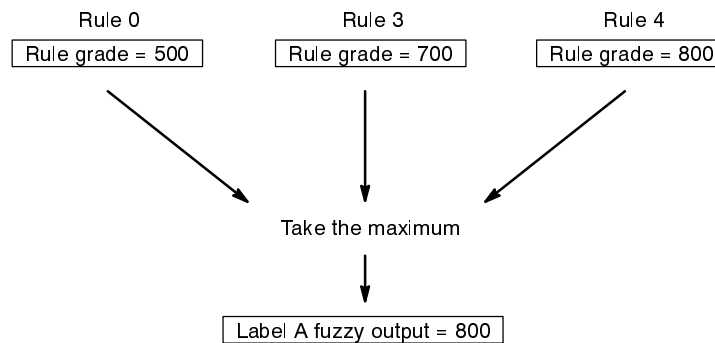 Rule 0 Rule 3 Rule 4
Rule grade = 500 Rule grade = 700 Rule grade = 800
Take the maximum
Label A fuzzy output = 800